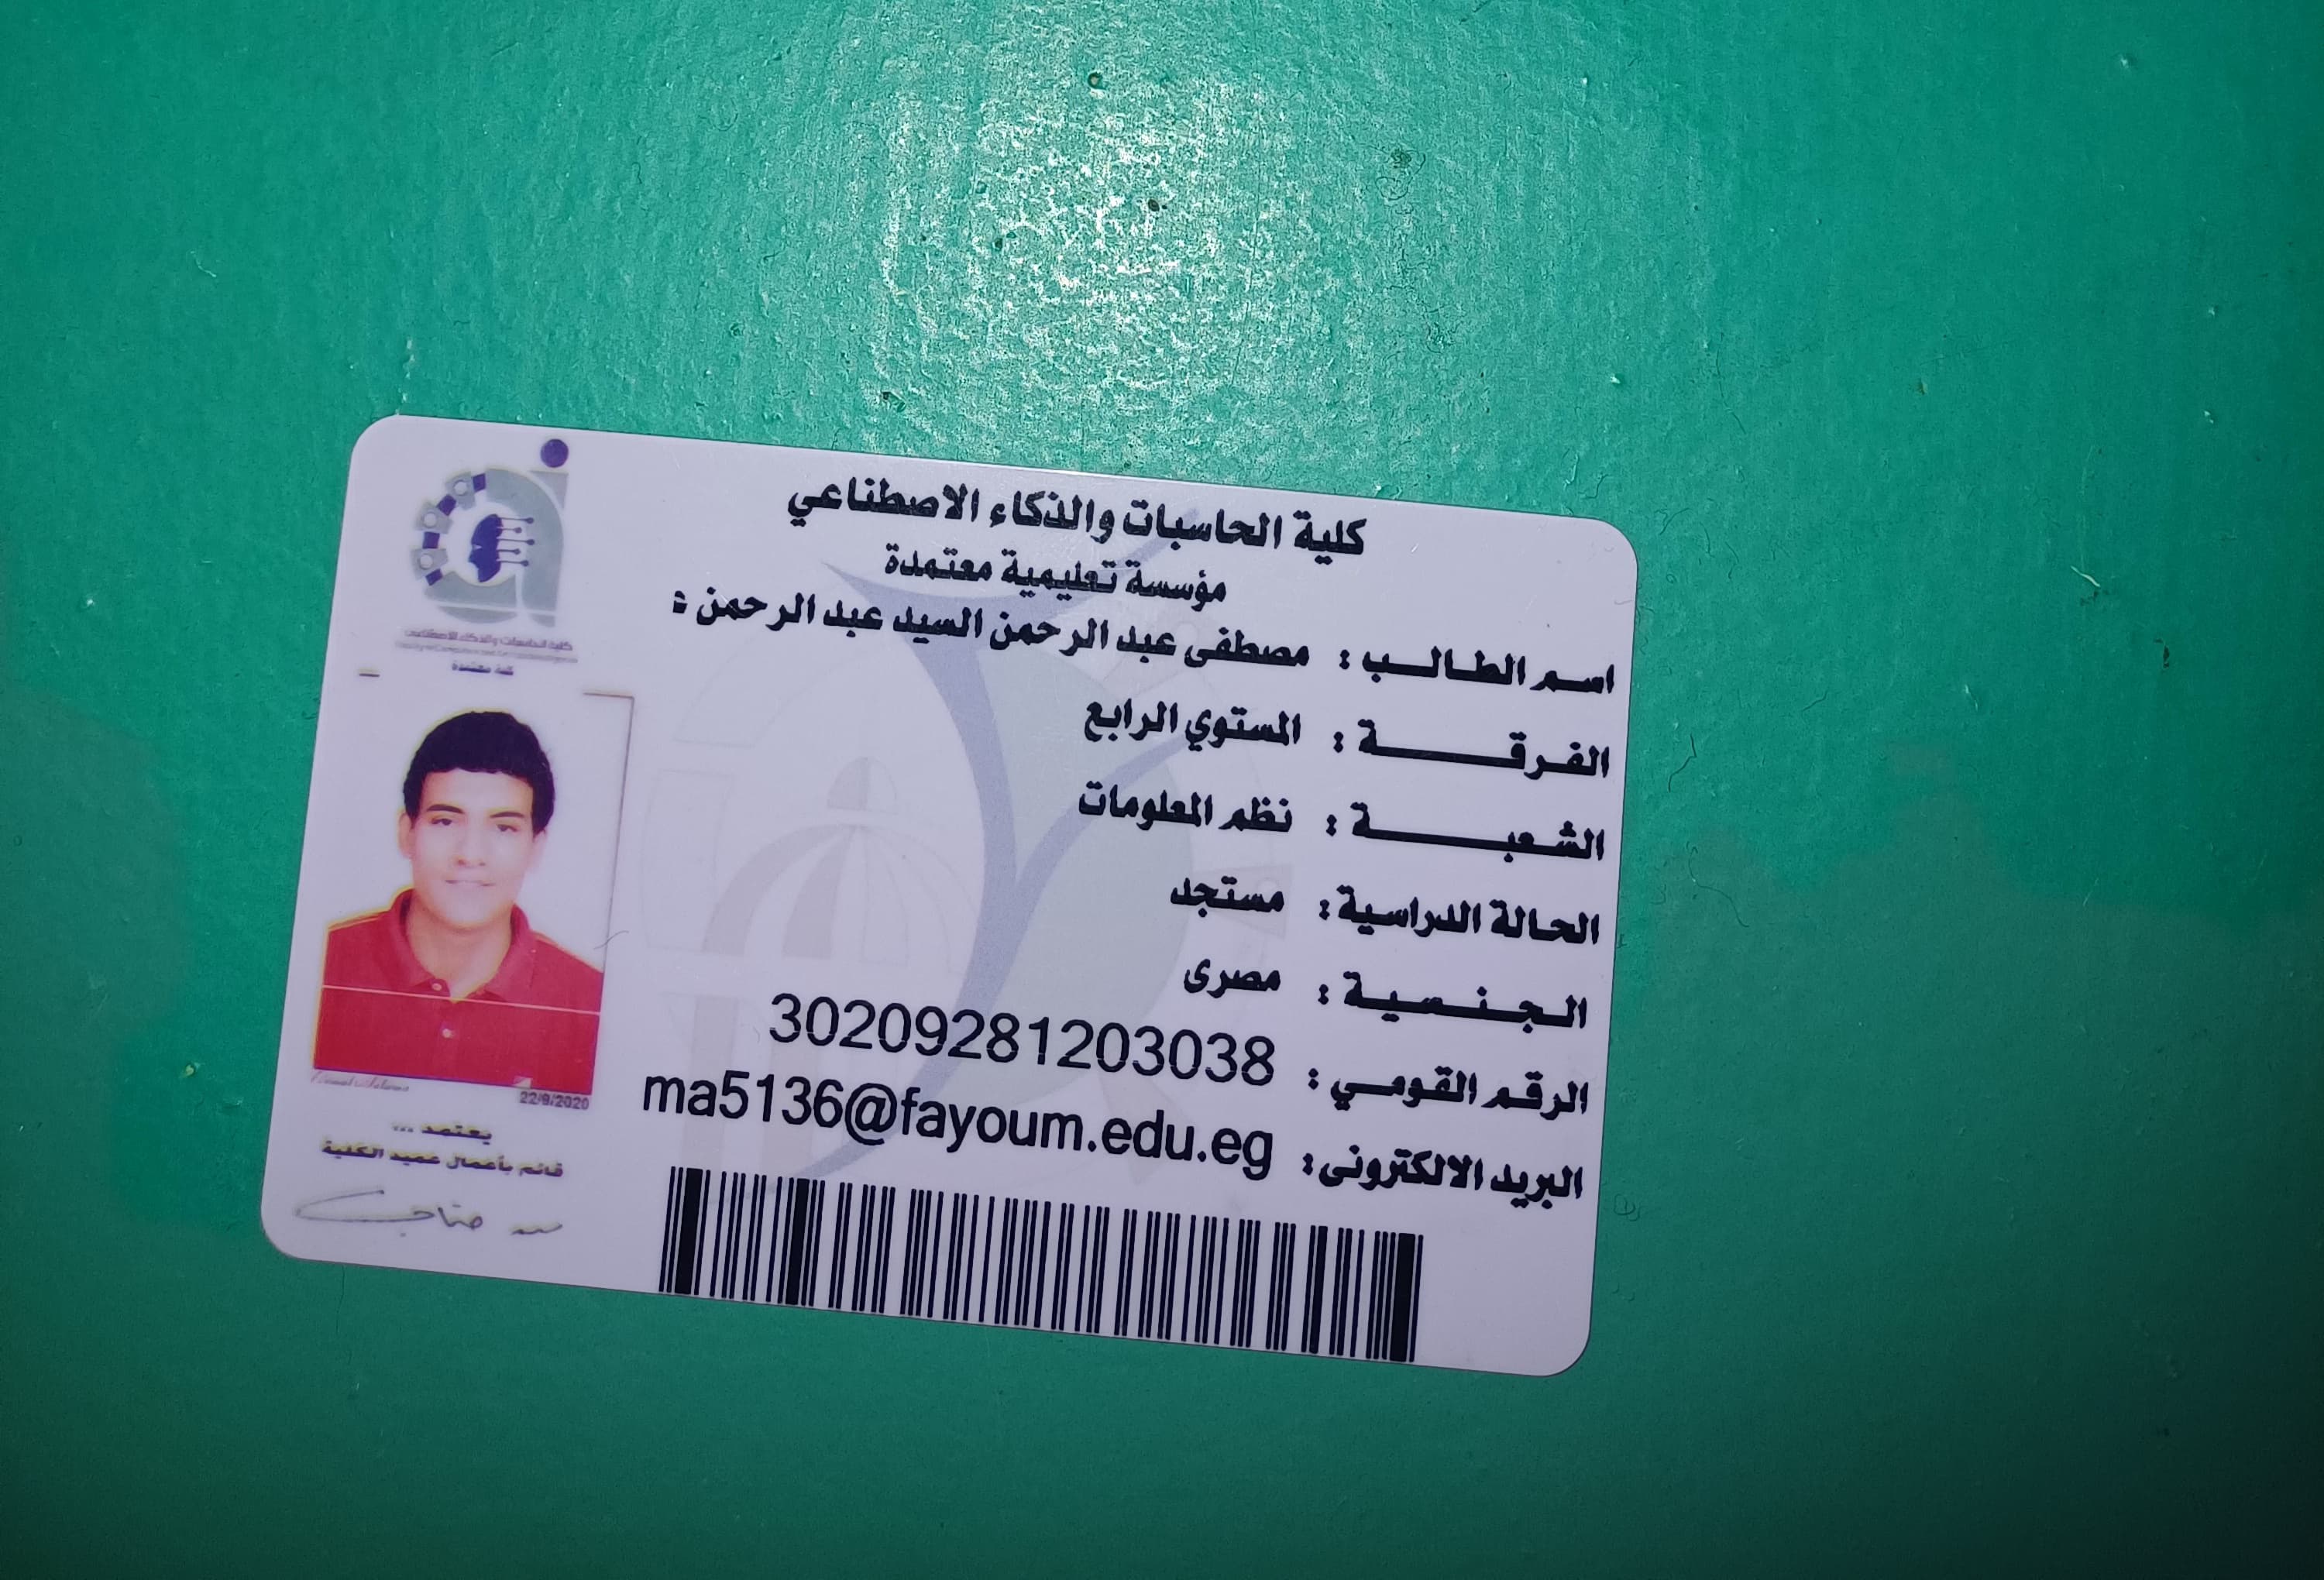 كلية الحاسبات والذكاء الاصطناعي
مؤسسة تعليمية معتمدة
اسم الطالب : مصطفى عبد الرحمن السيد عبد الرحمن
الفرقة : المستوي الرابع
الشعبة : نظم المعلومات
الحالة الدراسية : مستجد
الجنسية : مصرى
الرقم القومي : 30209281203038
البريد الالكترونى : ma5136@fayoum.edu.eg
كلية الحاسبات والذكاء الاصطناعي
كلية معتمدة
22/9/2020
يعتمد ...
قائم بأعمال عميد الكلية